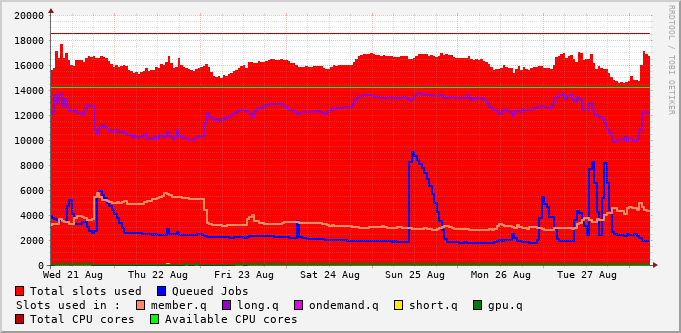 20000
18000
16000
14000
12000
10000
8000
6000
4000
2000
0
Wed 21 Aug Thu 22 Aug Fri 23 Aug Sat 24 Aug Sun 25 Aug Mon 26 Aug Tue 27 Aug
Total slots used Queued Jobs
Slots used in : member.q long.q ondemand.q short.q gpu.q
Total CPU cores Available CPU cores
RRDTOOL / TOBI OETIKER